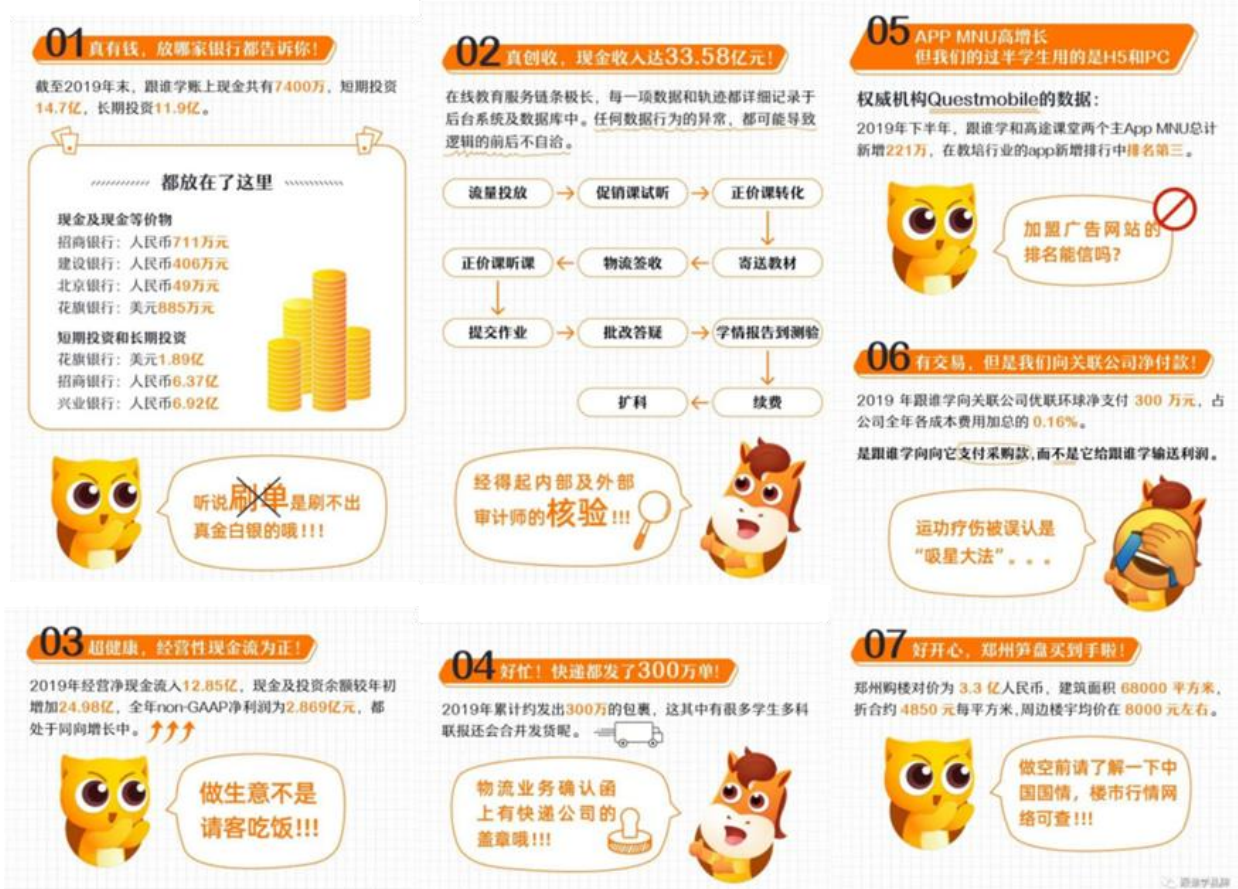 01 真有钱，放哪家银行都告诉你！
截至2019年末，跟谁学账上现金共有7400万，短期投资
14.7亿，长期投资11.9亿。
都放在了这里
现金及现金等价物
招商银行：人民币711万元
建设银行：人民币406万元
北京银行：人民币49万元
花旗银行：美元885万元
短期投资和长期投资
花旗银行：美元1.89亿
招商银行：人民币6.37亿
兴业银行：人民币6.92亿
听说刷单是刷不出
真金白银的哦!!!
02 真创收，现金收入达33.58亿元！
在线教育服务链条极长，每一项数据和轨迹都详细记录于
后台系统及数据库中。任何数据行为的异常，都可能导致
逻辑的前后不自洽。
流量投放
促销课试听
正价课转化
正价课听课
物流签收
寄送教材
提交作业
批改答疑
学情报告到测验
扩科
续费
经得起内部及外部
审计师的核验!!!
03 超健康，经营性现金流为正！
2019年经营净现金流入12.85亿，现金及投资余额较年初
增加24.98亿，全年non-GAAP净利润为2.869亿元，都
处于同向增长中。
做生意不是
请客吃饭!!!
04 好忙！快递都发了300万单！
2019年累计约发出300万的包裹，这其中有很多学生多科
联报还会合并发货呢。
物流业务确认函
上有快递公司的
盖章哦!!!
05 APP MNU高增长
但我们的过半学生用的是H5和PC
权威机构Questmobile的数据：
2019年下半年，跟谁学和高途课堂两个主App MNU总计
新增221万，在教培行业的app新增排行中排名第三。
加盟广告网站的
排名能信吗?
06 有交易，但是我们向关联公司净付款！
2019 年跟谁学向关联公司优联环球净支付 300 万元，占
公司全年各成本费用加总的 0.16%。
是跟谁学向向它支付采购款,而不是它给跟谁学输送利润。
运功疗伤被误认是
“吸星大法”。。。
07 好开心，郑州笋盘买到手啦！
郑州购楼对价为 3.3 亿人民币，建筑面积 68000 平方米，
折合约 4850 元每平方米,周边楼宇均价在 8000 元左右。
做空前请了解一下中
国国情，楼市行情网
络可查!!!
跟谁学品牌